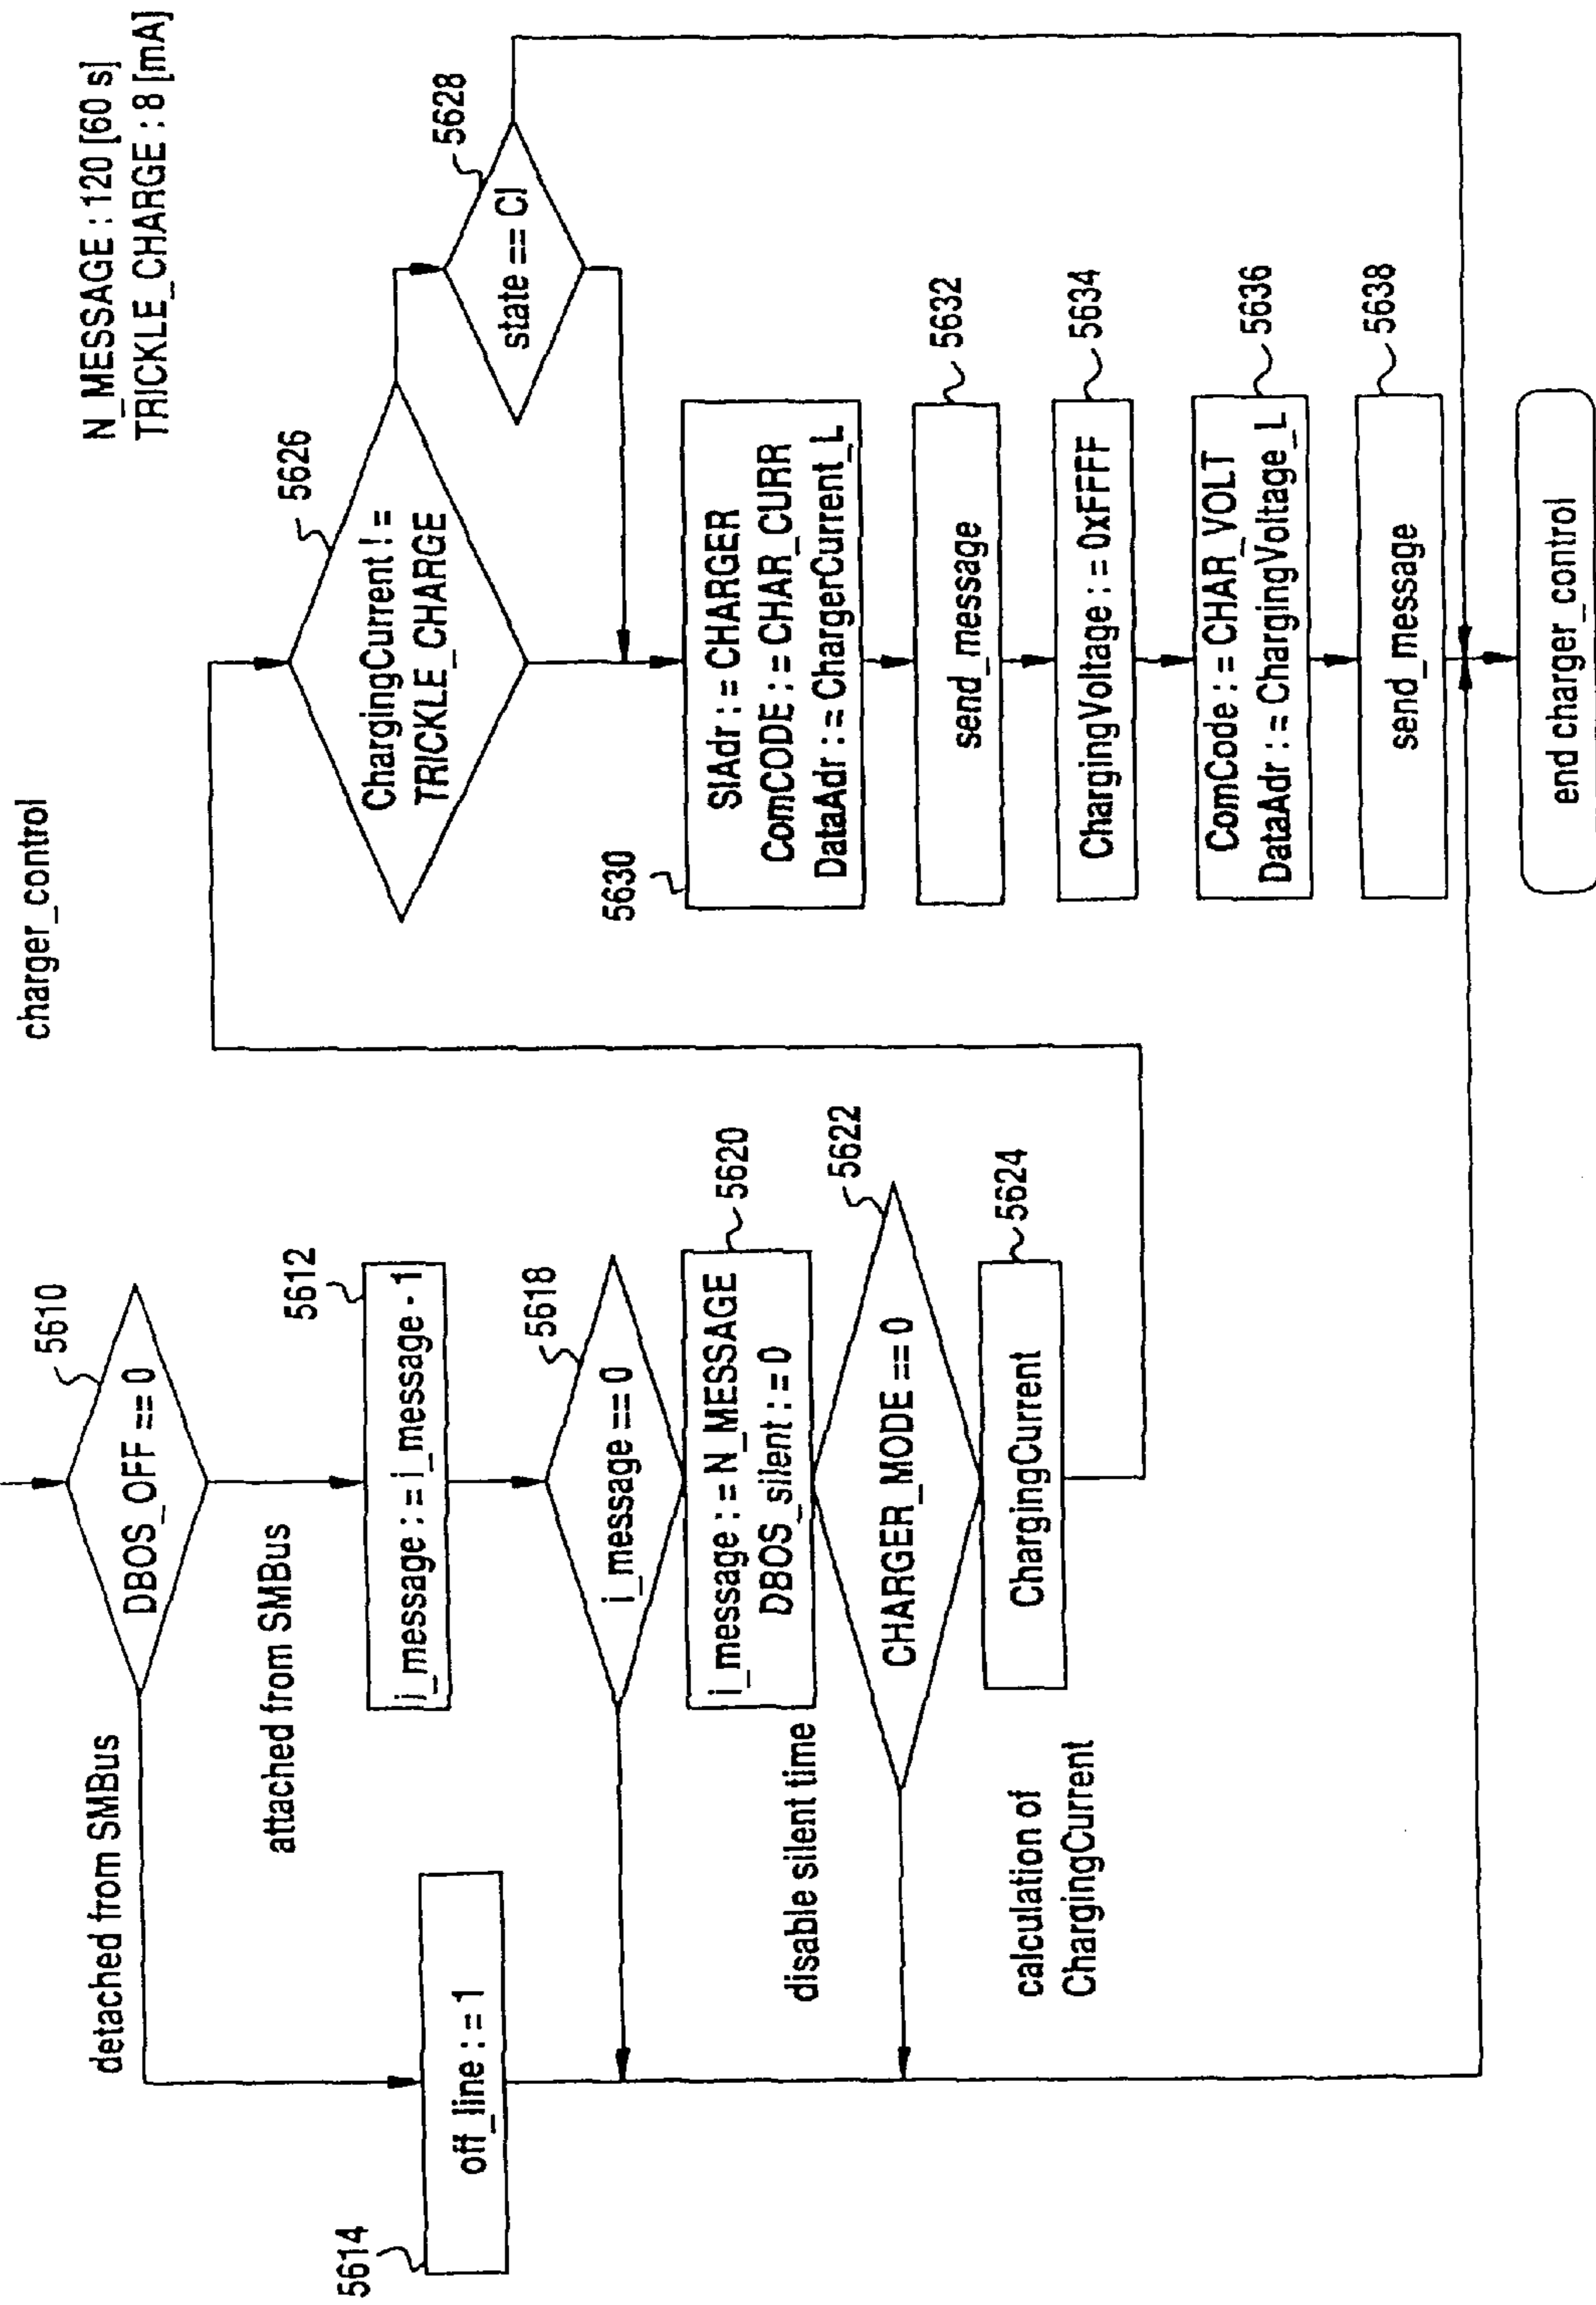 charger_control
N_MESSAGE : 120 [60 s]
TRICKLE_CHARGE : 8 [mA]
DBOS_OFF == 0
5610
detached from SMBus
attached from SMBus
off_line : = 1
5614
i_message : = i_message - 1
5612
i_message == 0
5618
i_message : = N_MESSAGE
DBOS_silent : = 0
5620
disable silent time
CHARGER_MODE == 0
5622
ChargingCurrent
5624
calculation of
ChargingCurrent
ChargingCurrent ! =
TRICKLE_CHARGE
5626
state == CI
5628
5630
SlAdr : = CHARGER
ComCODE : = CHAR_CURR
DataAdr : = ChargerCurrent_L
send_message
5632
ChargingVoltage : = 0xFFFF
5634
ComCode : = CHAR_VOLT
DataAdr : = ChargingVoltage_L
5636
send_message
5638
end charger_control